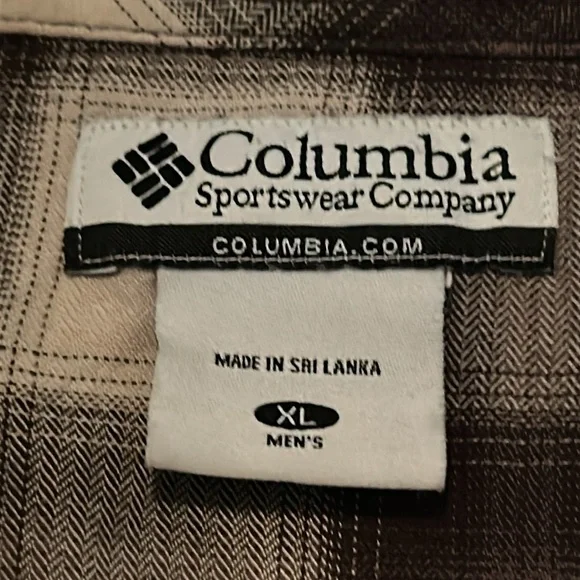 Columbia
Sportswear Company
COLUMBIA.COM
MADE IN SRI LANKA
XL
MEN'S